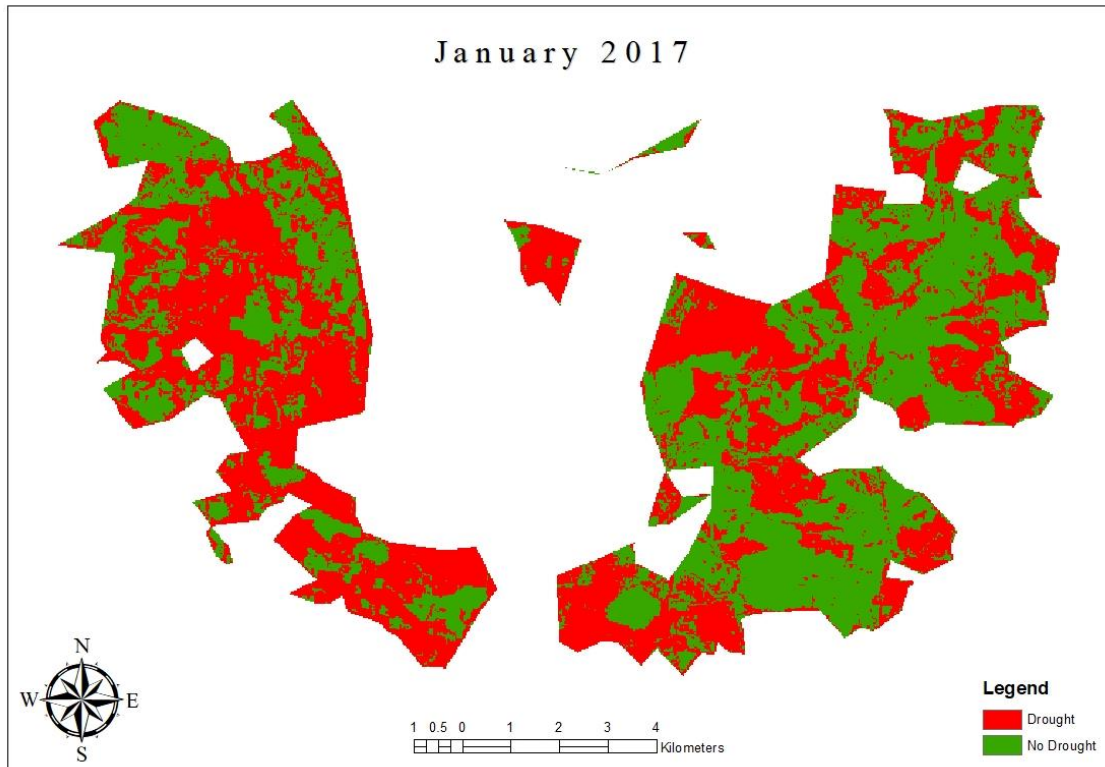 January 2017
N
W E
S
1 0.5 0 1 2 3 4
Kilometers
Legend
Drought
No Drought